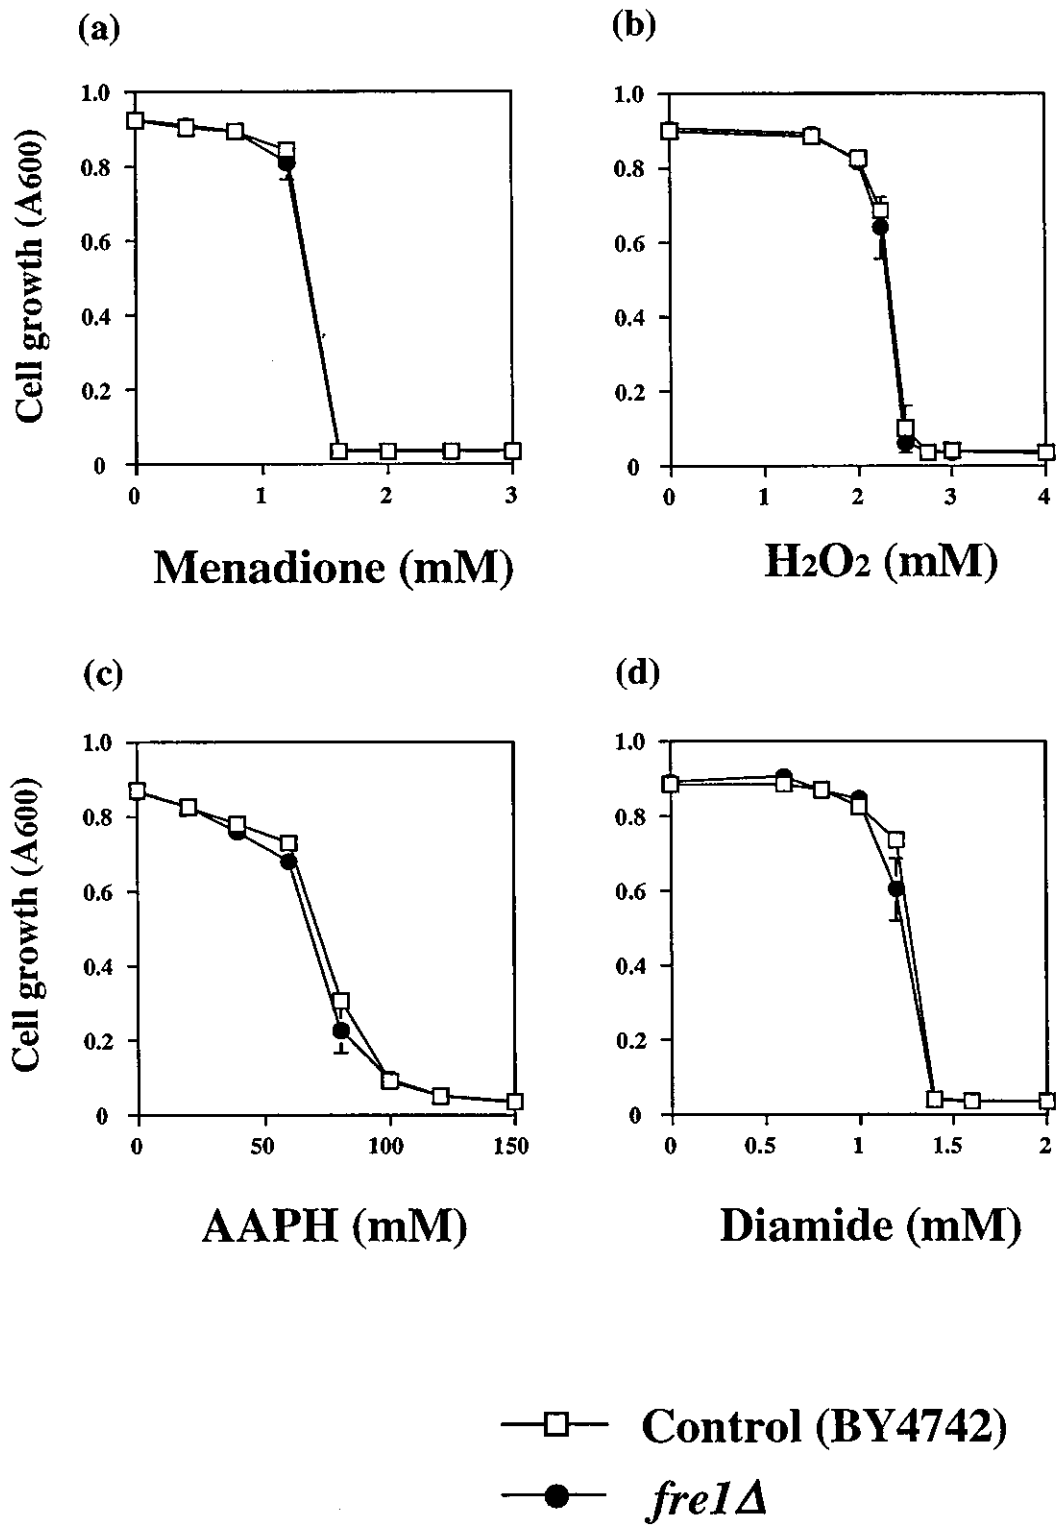 (a)
Cell growth (A600)
1.0
0.8
0.6
0.4
0.2
0
0 1 2 3
Menadione (mM)
(b)
1.0
0.8
0.6
0.4
0.2
0
0 1 2 3 4
H2O2 (mM)
(c)
Cell growth (A600)
1.0
0.8
0.6
0.4
0.2
0
0 50 100 150
AAPH (mM)
(d)
1.0
0.8
0.6
0.4
0.2
0
0 0.5 1 1.5 2
Diamide (mM)
Control (BY4742)
fre1Δ